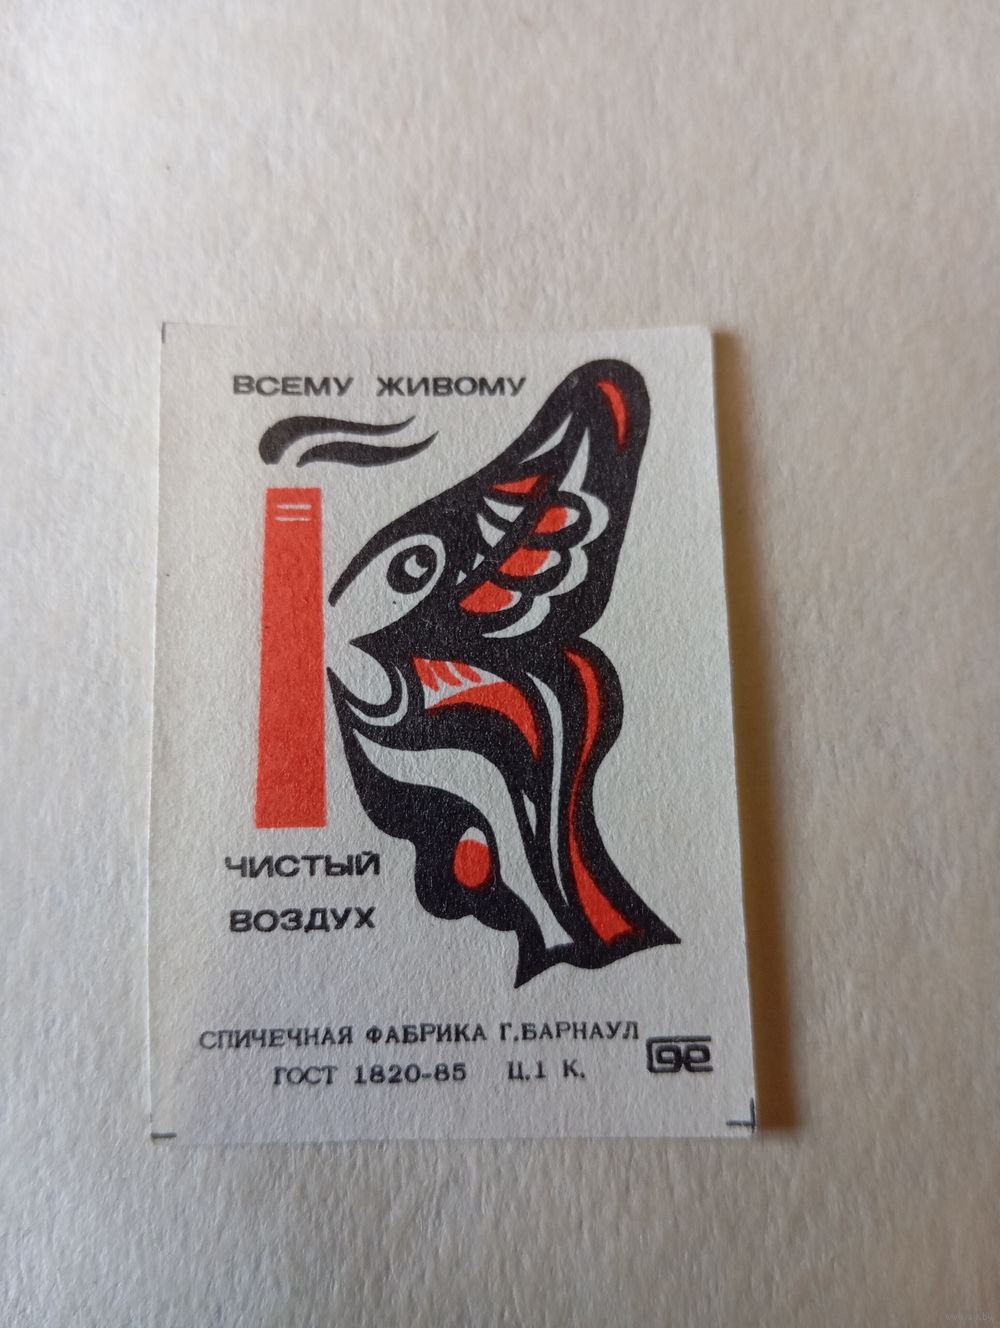 ВСЕМУ ЖИВОМУ
ЧИСТЫЙ
ВОЗДУХ
СПИЧЕЧНАЯ ФАБРИКА Г.БАРНАУЛ
ГОСТ 1820-85 Ц.1 К.